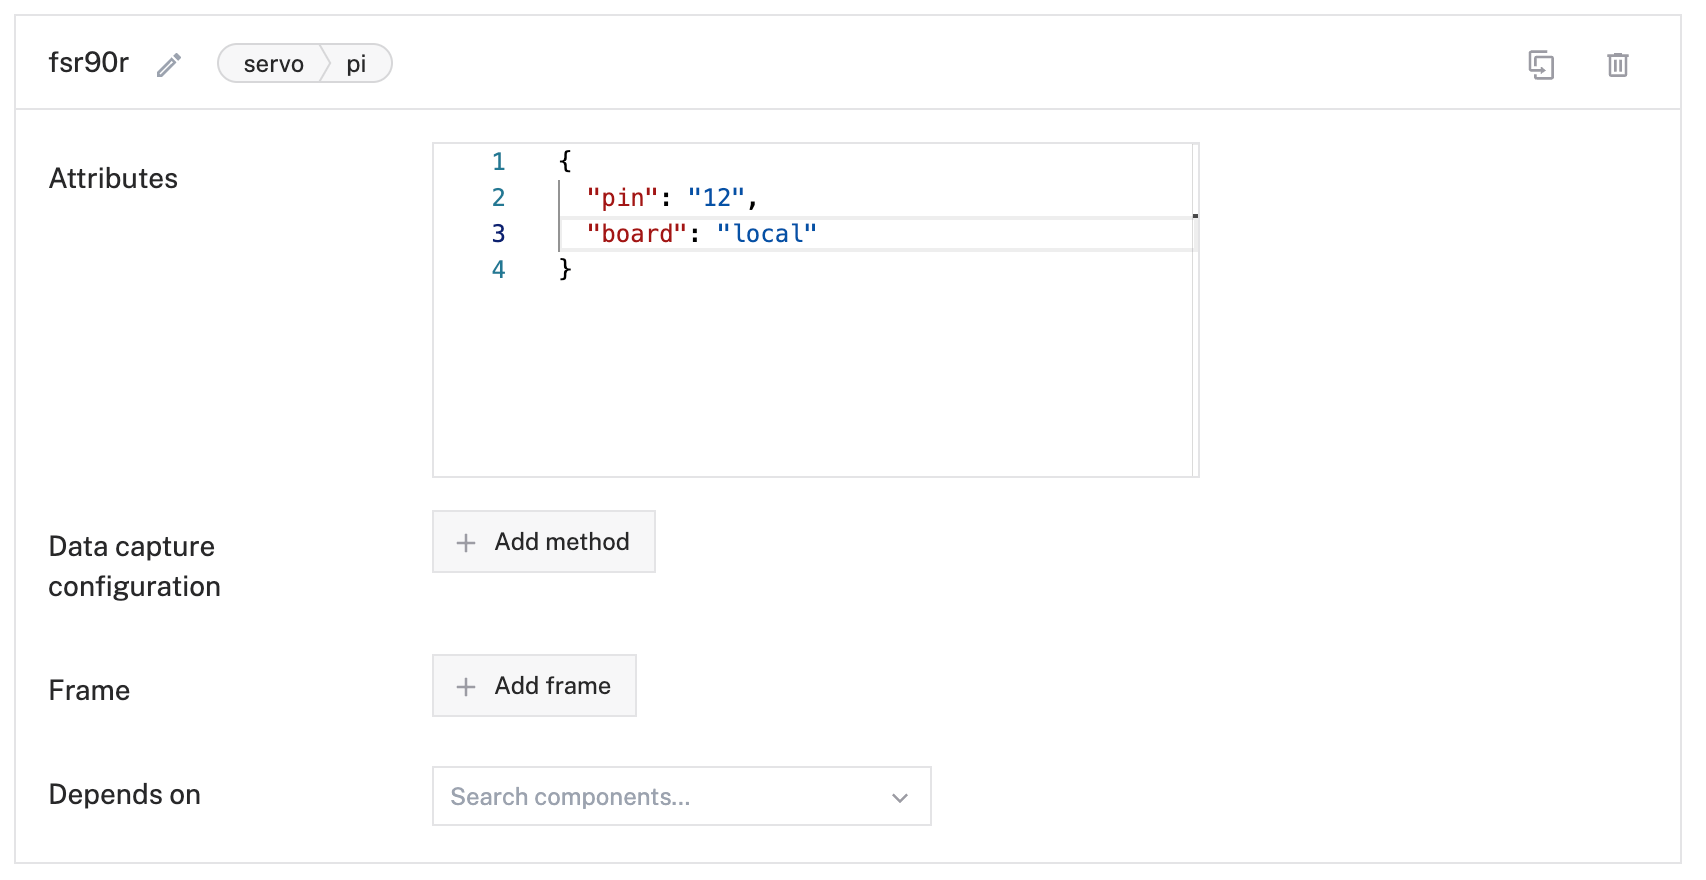 fsr90r servo pi
Attributes
1 {
2 "pin": "12",
3 "board": "local"
4 }
Data capture
configuration
Add method
Frame
Add frame
Depends on
Search components...